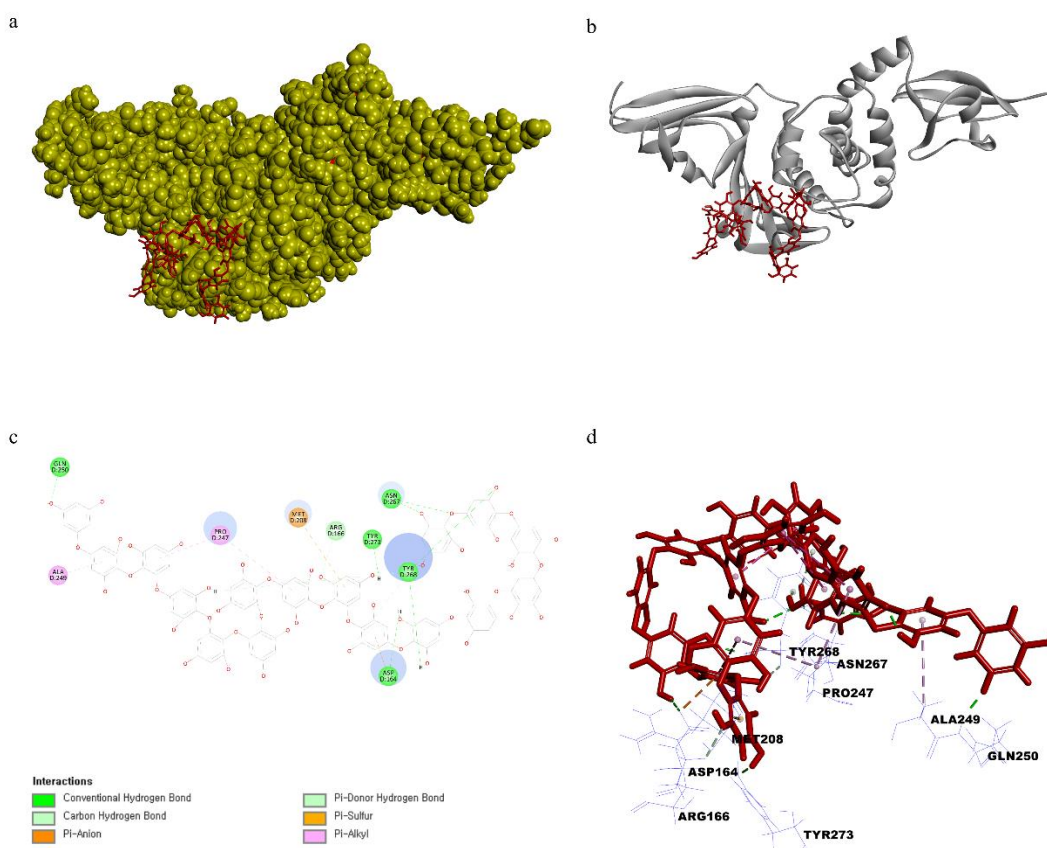 a
b
c
GLN
D:250
ALA
D:249
PRO
D:247
MET
D:208
ARG
D:166
TYR
D:273
ASN
D:267
TYR
D:268
ASP
D:164
Interactions
Conventional Hydrogen Bond
Carbon Hydrogen Bond
Pi-Anion
Pi-Donor Hydrogen Bond
Pi-Sulfur
Pi-Alkyl
d
TYR268
ASN267
PRO247
MET208
ALA249
GLN250
ASP164
ARG166
TYR273